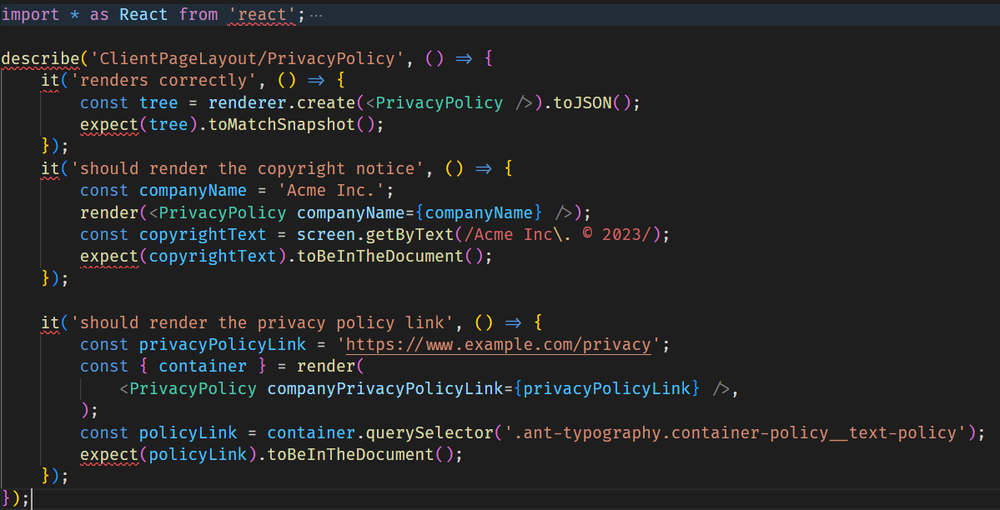 import * as React from 'react';···
describe('ClientPageLayout/PrivacyPolicy', () => {
    it('renders correctly', () => {
        const tree = renderer.create(<PrivacyPolicy />).toJSON();
        expect(tree).toMatchSnapshot();
    });
    it('should render the copyright notice', () => {
        const companyName = 'Acme Inc.';
        render(<PrivacyPolicy companyName={companyName} />);
        const copyrightText = screen.getByText(/Acme Inc\. © 2023/);
        expect(copyrightText).toBeInTheDocument();
    });
    it('should render the privacy policy link', () => {
        const privacyPolicyLink = 'https://www.example.com/privacy';
        const { container } = render(
            <PrivacyPolicy companyPrivacyPolicyLink={privacyPolicyLink} />,
        );
        const policyLink = container.querySelector('.ant-typography.container-policy__text-policy');
        expect(policyLink).toBeInTheDocument();
    });
});